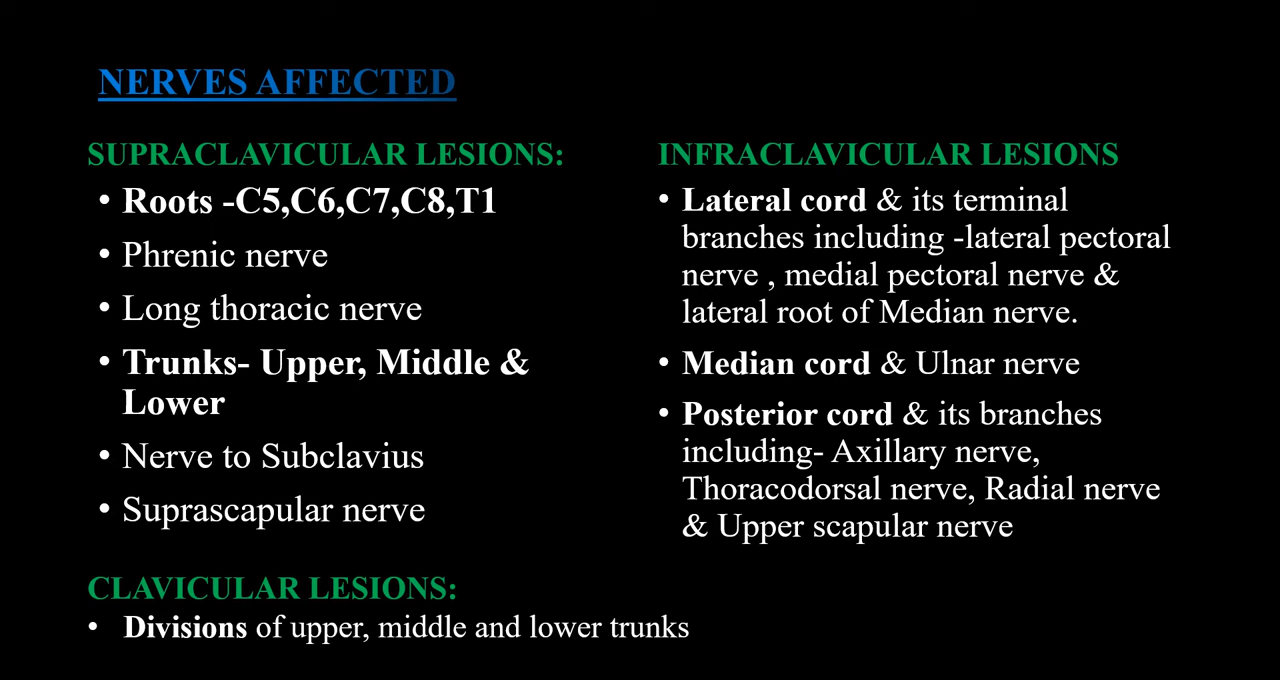 NERVES AFFECTED
SUPRACLAVICULAR LESIONS:
• Roots -C5,C6,C7,C8,T1
• Phrenic nerve
• Long thoracic nerve
• Trunks- Upper, Middle &
Lower
• Nerve to Subclavius
• Suprascapular nerve
CLAVICULAR LESIONS:
• Divisions of upper, middle and lower trunks
INFRACLAVICULAR LESIONS
• Lateral cord & its terminal
branches including -lateral pectoral
nerve , medial pectoral nerve &
lateral root of Median nerve.
• Median cord & Ulnar nerve
• Posterior cord & its branches
including- Axillary nerve,
Thoracodorsal nerve, Radial nerve
& Upper scapular nerve